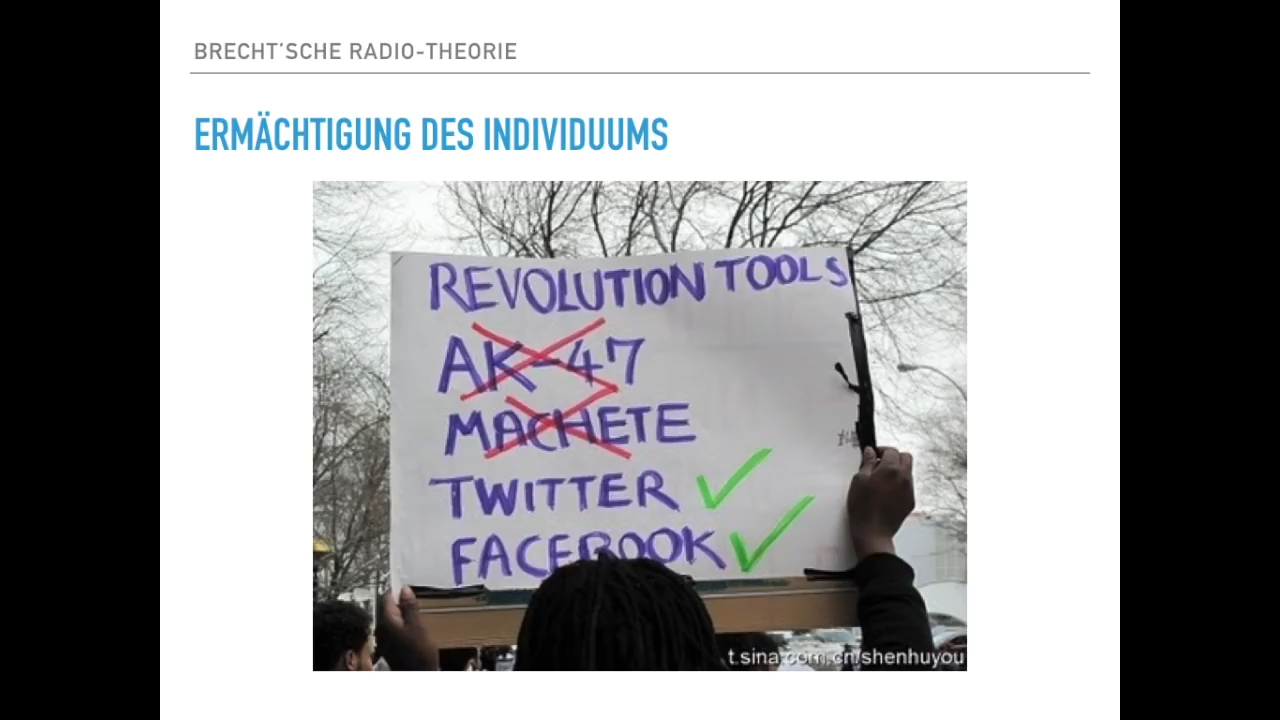 BRECHT'SCHE RADIO-THEORIE
ERMÄCHTIGUNG DES INDIVIDUUMS
REVOLUTION TOOLS
AK-47
MACHETE
TWITTER
FACEBOOK
t.sina.com.cn/shenhuyou